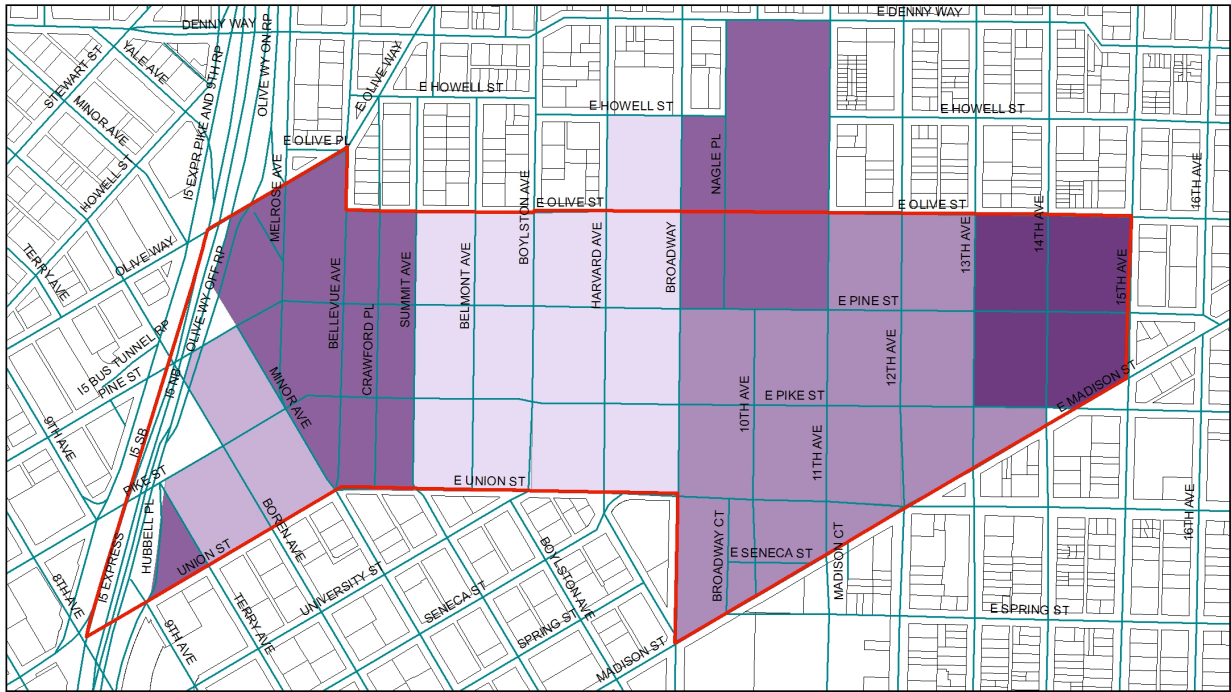 DENNY WAY
E DENNY WAY
STEWART ST
YALE AVE
MINOR AVE
HOWELL ST
I5 EXPR PIKE AND 9TH RP
OLIVE WY ON RP
E OLIVE WAY
E HOWELL ST
E HOWELL ST
E HOWELL ST
E OLIVE PL
MELROSE AVE
NAGLE PL
16TH AVE
E OLIVE ST
E OLIVE ST
BOYLSTON AVE
TERRY AVE
OLIVE WAY
OLIVE WY OFF RP
BELLEVUE AVE
CRAWFORD PL
SUMMIT AVE
BELMONT AVE
HARVARD AVE
BROADWAY
13TH AVE
14TH AVE
15TH AVE
E PINE ST
I5 BUS TUNNEL RP
PINE ST
I5 NB
12TH AVE
MINOR AVE
10TH AVE
E PIKE ST
E MADISON ST
9TH AVE
I5 SB
11TH AVE
PIKE ST
E UNION ST
HUBBELL PL
BOREN AVE
BROADWAY CT
MADISON CT
16TH AVE
E SENECA ST
UNION ST
I5 EXPRESS
8TH AVE
UNIVERSITY ST
SENECA ST
BOYLSTON AVE
SPRING ST
E SPRING ST
9TH AVE
TERRY AVE
MADISON ST